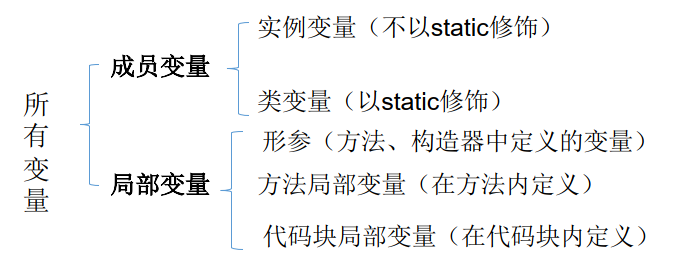 所有变量
成员变量
实例变量（不以static修饰）
类变量（以static修饰）
局部变量
形参（方法、构造器中定义的变量）
方法局部变量（在方法内定义）
代码块局部变量（在代码块内定义）